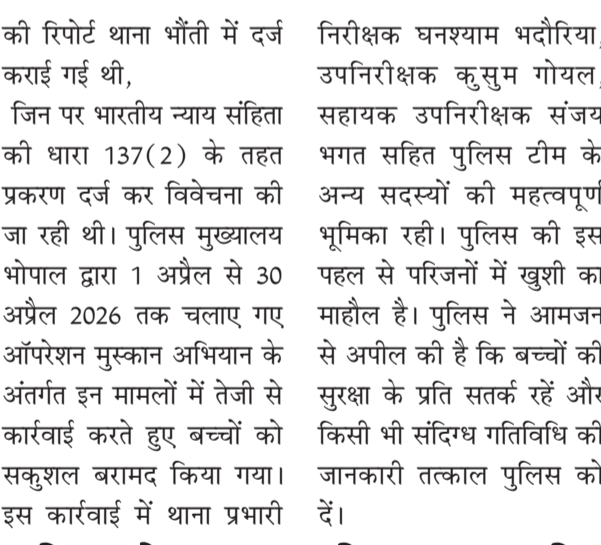 की रिपोर्ट थाना भौंती में दर्ज
कराई गई थी,
जिन पर भारतीय न्याय संहिता
की धारा 137(2) के तहत
प्रकरण दर्ज कर विवेचना की
जा रही थी। पुलिस मुख्यालय
भोपाल द्वारा 1 अप्रैल से 30
अप्रैल 2026 तक चलाए गए
ऑपरेशन मुस्कान अभियान के
अंतर्गत इन मामलों में तेजी से
कार्रवाई करते हुए बच्चों को
सकुशल बरामद किया गया।
इस कार्रवाई में थाना प्रभारी
निरीक्षक घनश्याम भदौरिया,
उपनिरीक्षक कुसुम गोयल,
सहायक उपनिरीक्षक संजय
भगत सहित पुलिस टीम के
अन्य सदस्यों की महत्वपूर्ण
भूमिका रही। पुलिस की इस
पहल से परिजनों में खुशी का
माहौल है। पुलिस ने आमजन
से अपील की है कि बच्चों की
सुरक्षा के प्रति सतर्क रहें और
किसी भी संदिग्ध गतिविधि की
जानकारी तत्काल पुलिस को
दें।